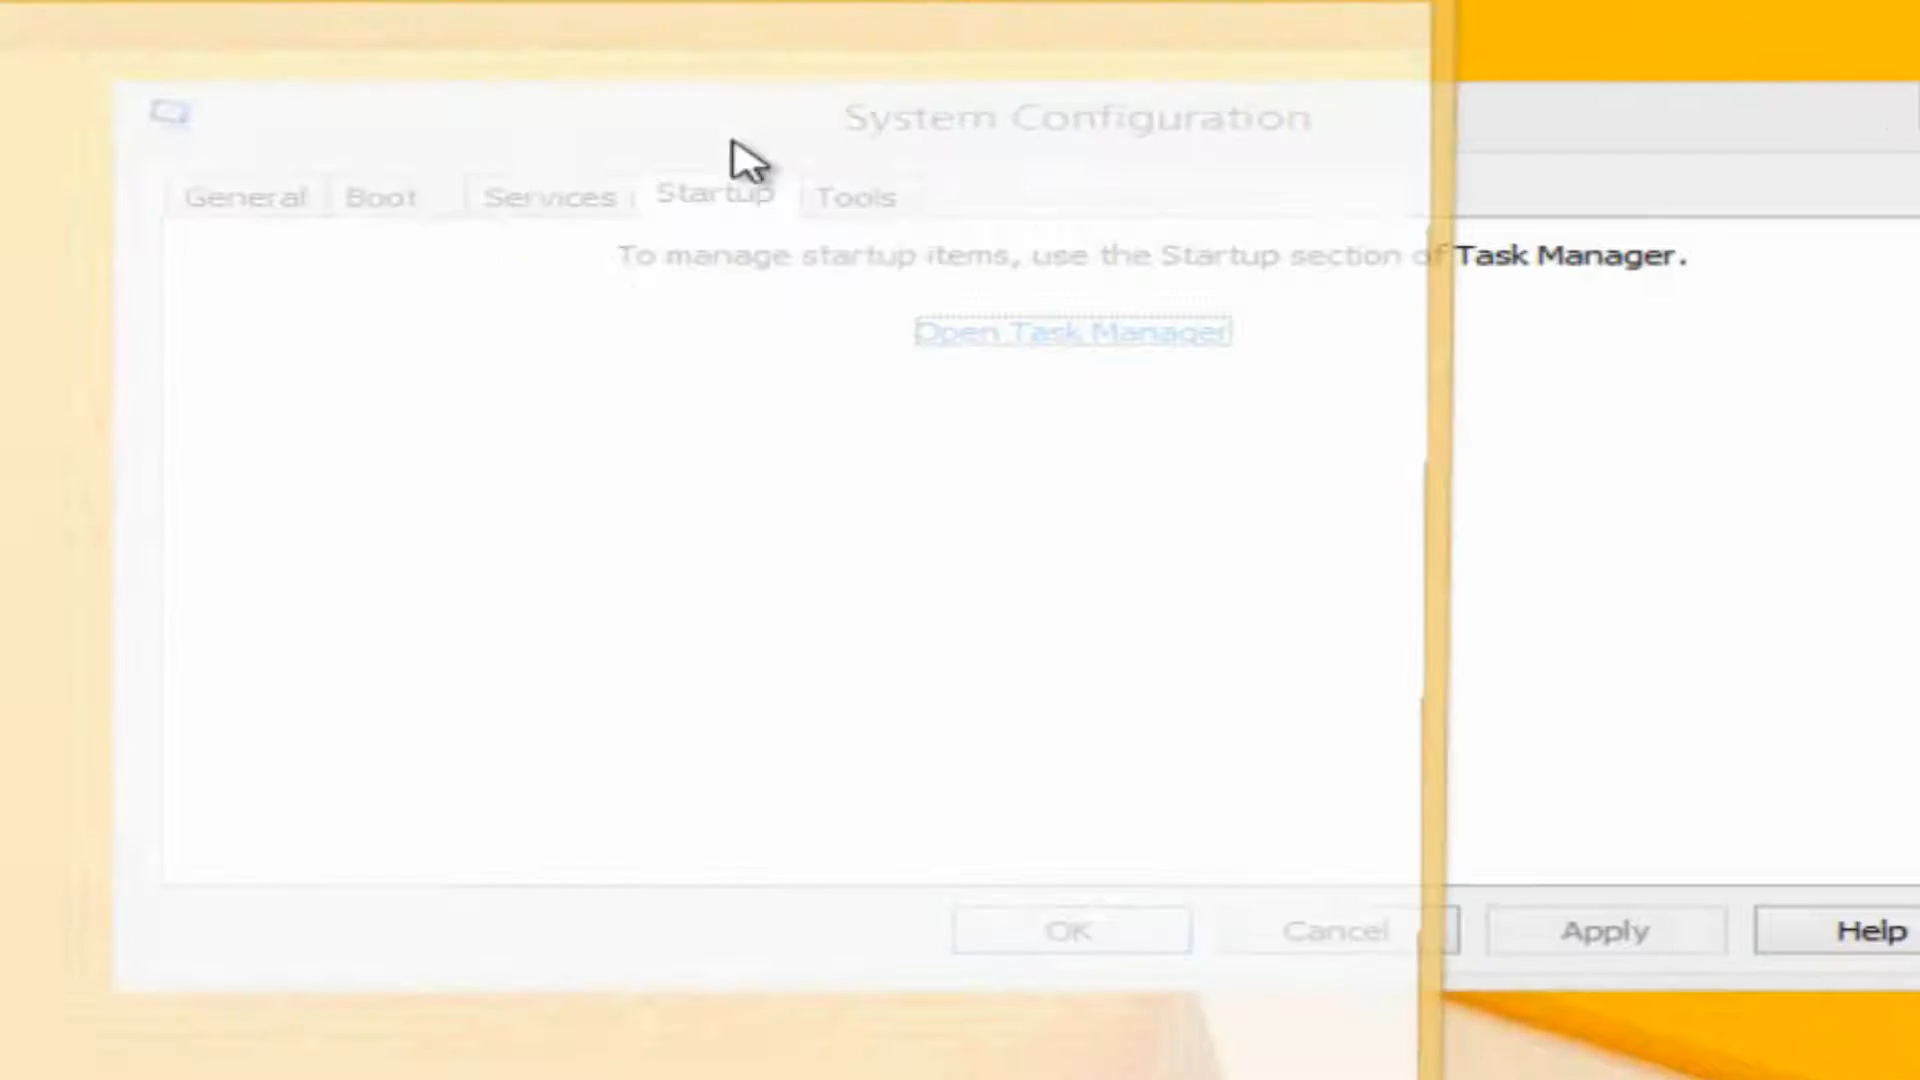 System Configuration
General Boot Services Startup Tools
To manage startup items, use the Startup section of Task Manager.
Open Task Manager
OK Cancel Apply Help